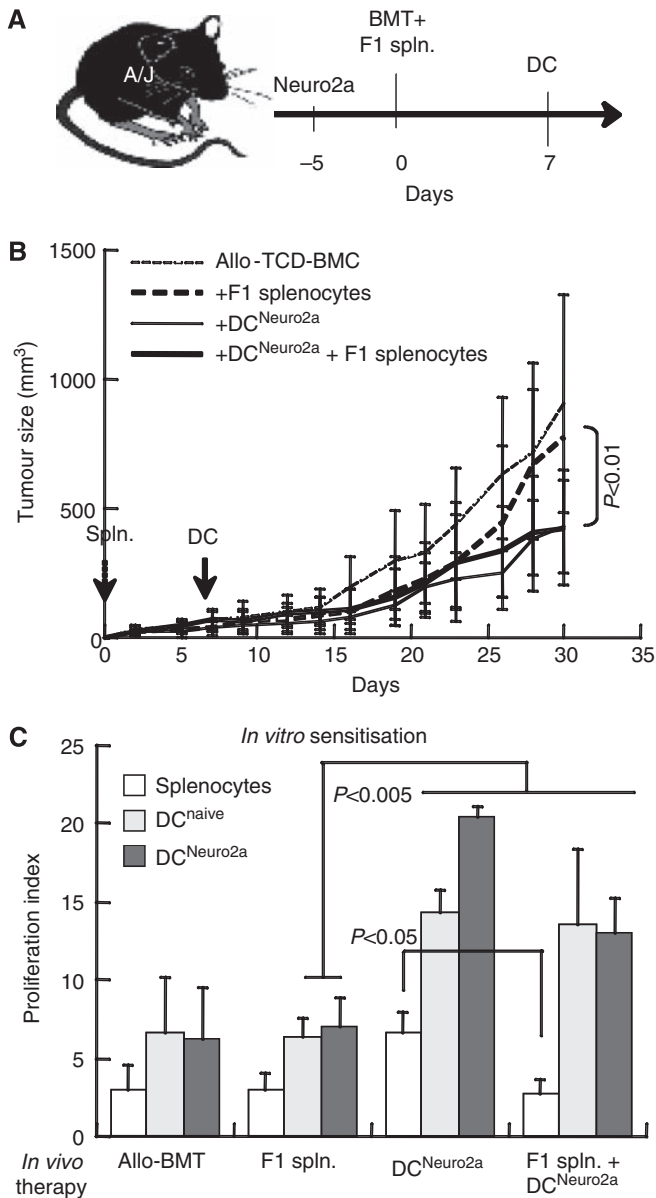 A
A/J
BMT+
F1 spln.
Neuro2a
DC
–5
0
7
Days
B
1500
1000
500
0
Tumour size (mm³)
Allo-TCD-BMC
+F1 splenocytes
+DC^Neuro2a
+DC^Neuro2a + F1 splenocytes
P<0.01
Spln.
DC
0 5 10 15 20 25 30 35
Days
C
In vitro sensitisation
25
20
15
10
5
0
Proliferation index
Splenocytes
DC^naive
DC^Neuro2a
P<0.005
P<0.05
In vivo
therapy
Allo-BMT
F1 spln.
DC^Neuro2a
F1 spln. +
DC^Neuro2a